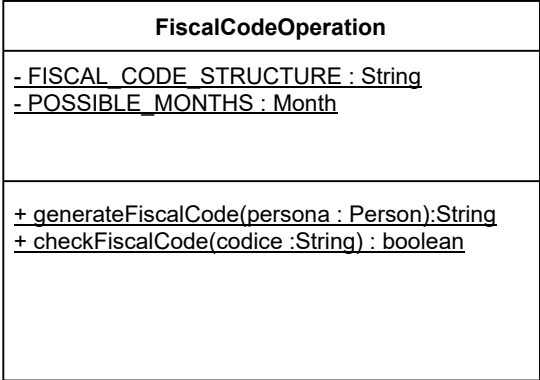 FiscalCodeOperation
- FISCAL_CODE_STRUCTURE : String
- POSSIBLE_MONTHS : Month
+ generateFiscalCode(persona : Person):String
+ checkFiscalCode(codice :String) : boolean